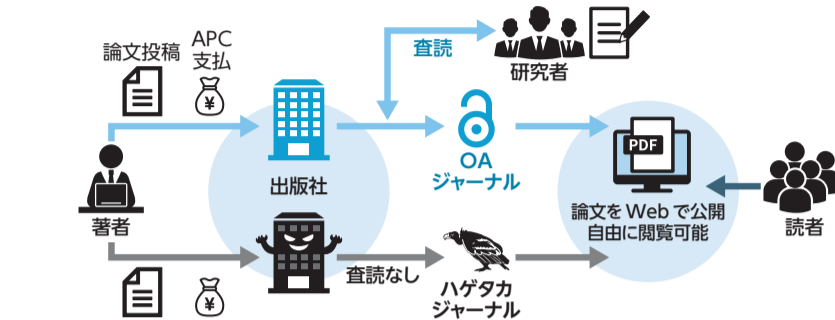 論文投稿
APC
支払
¥
査読
研究者
著者
出版社
OA
ジャーナル
PDF
論文をWebで公開
自由に閲覧可能
読者
¥
査読なし
ハゲタカ
ジャーナル